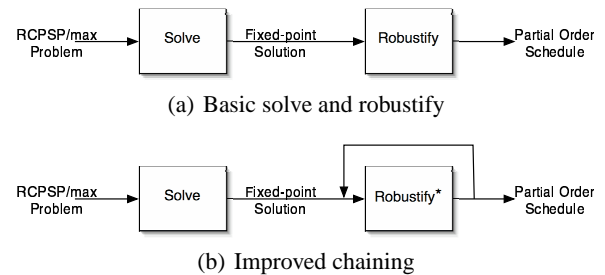 RCPSP/max
Problem
Solve
Fixed-point
Solution
Robustify
Partial Order
Schedule
(a) Basic solve and robustify
RCPSP/max
Problem
Solve
Fixed-point
Solution
Robustify*
Partial Order
Schedule
(b) Improved chaining